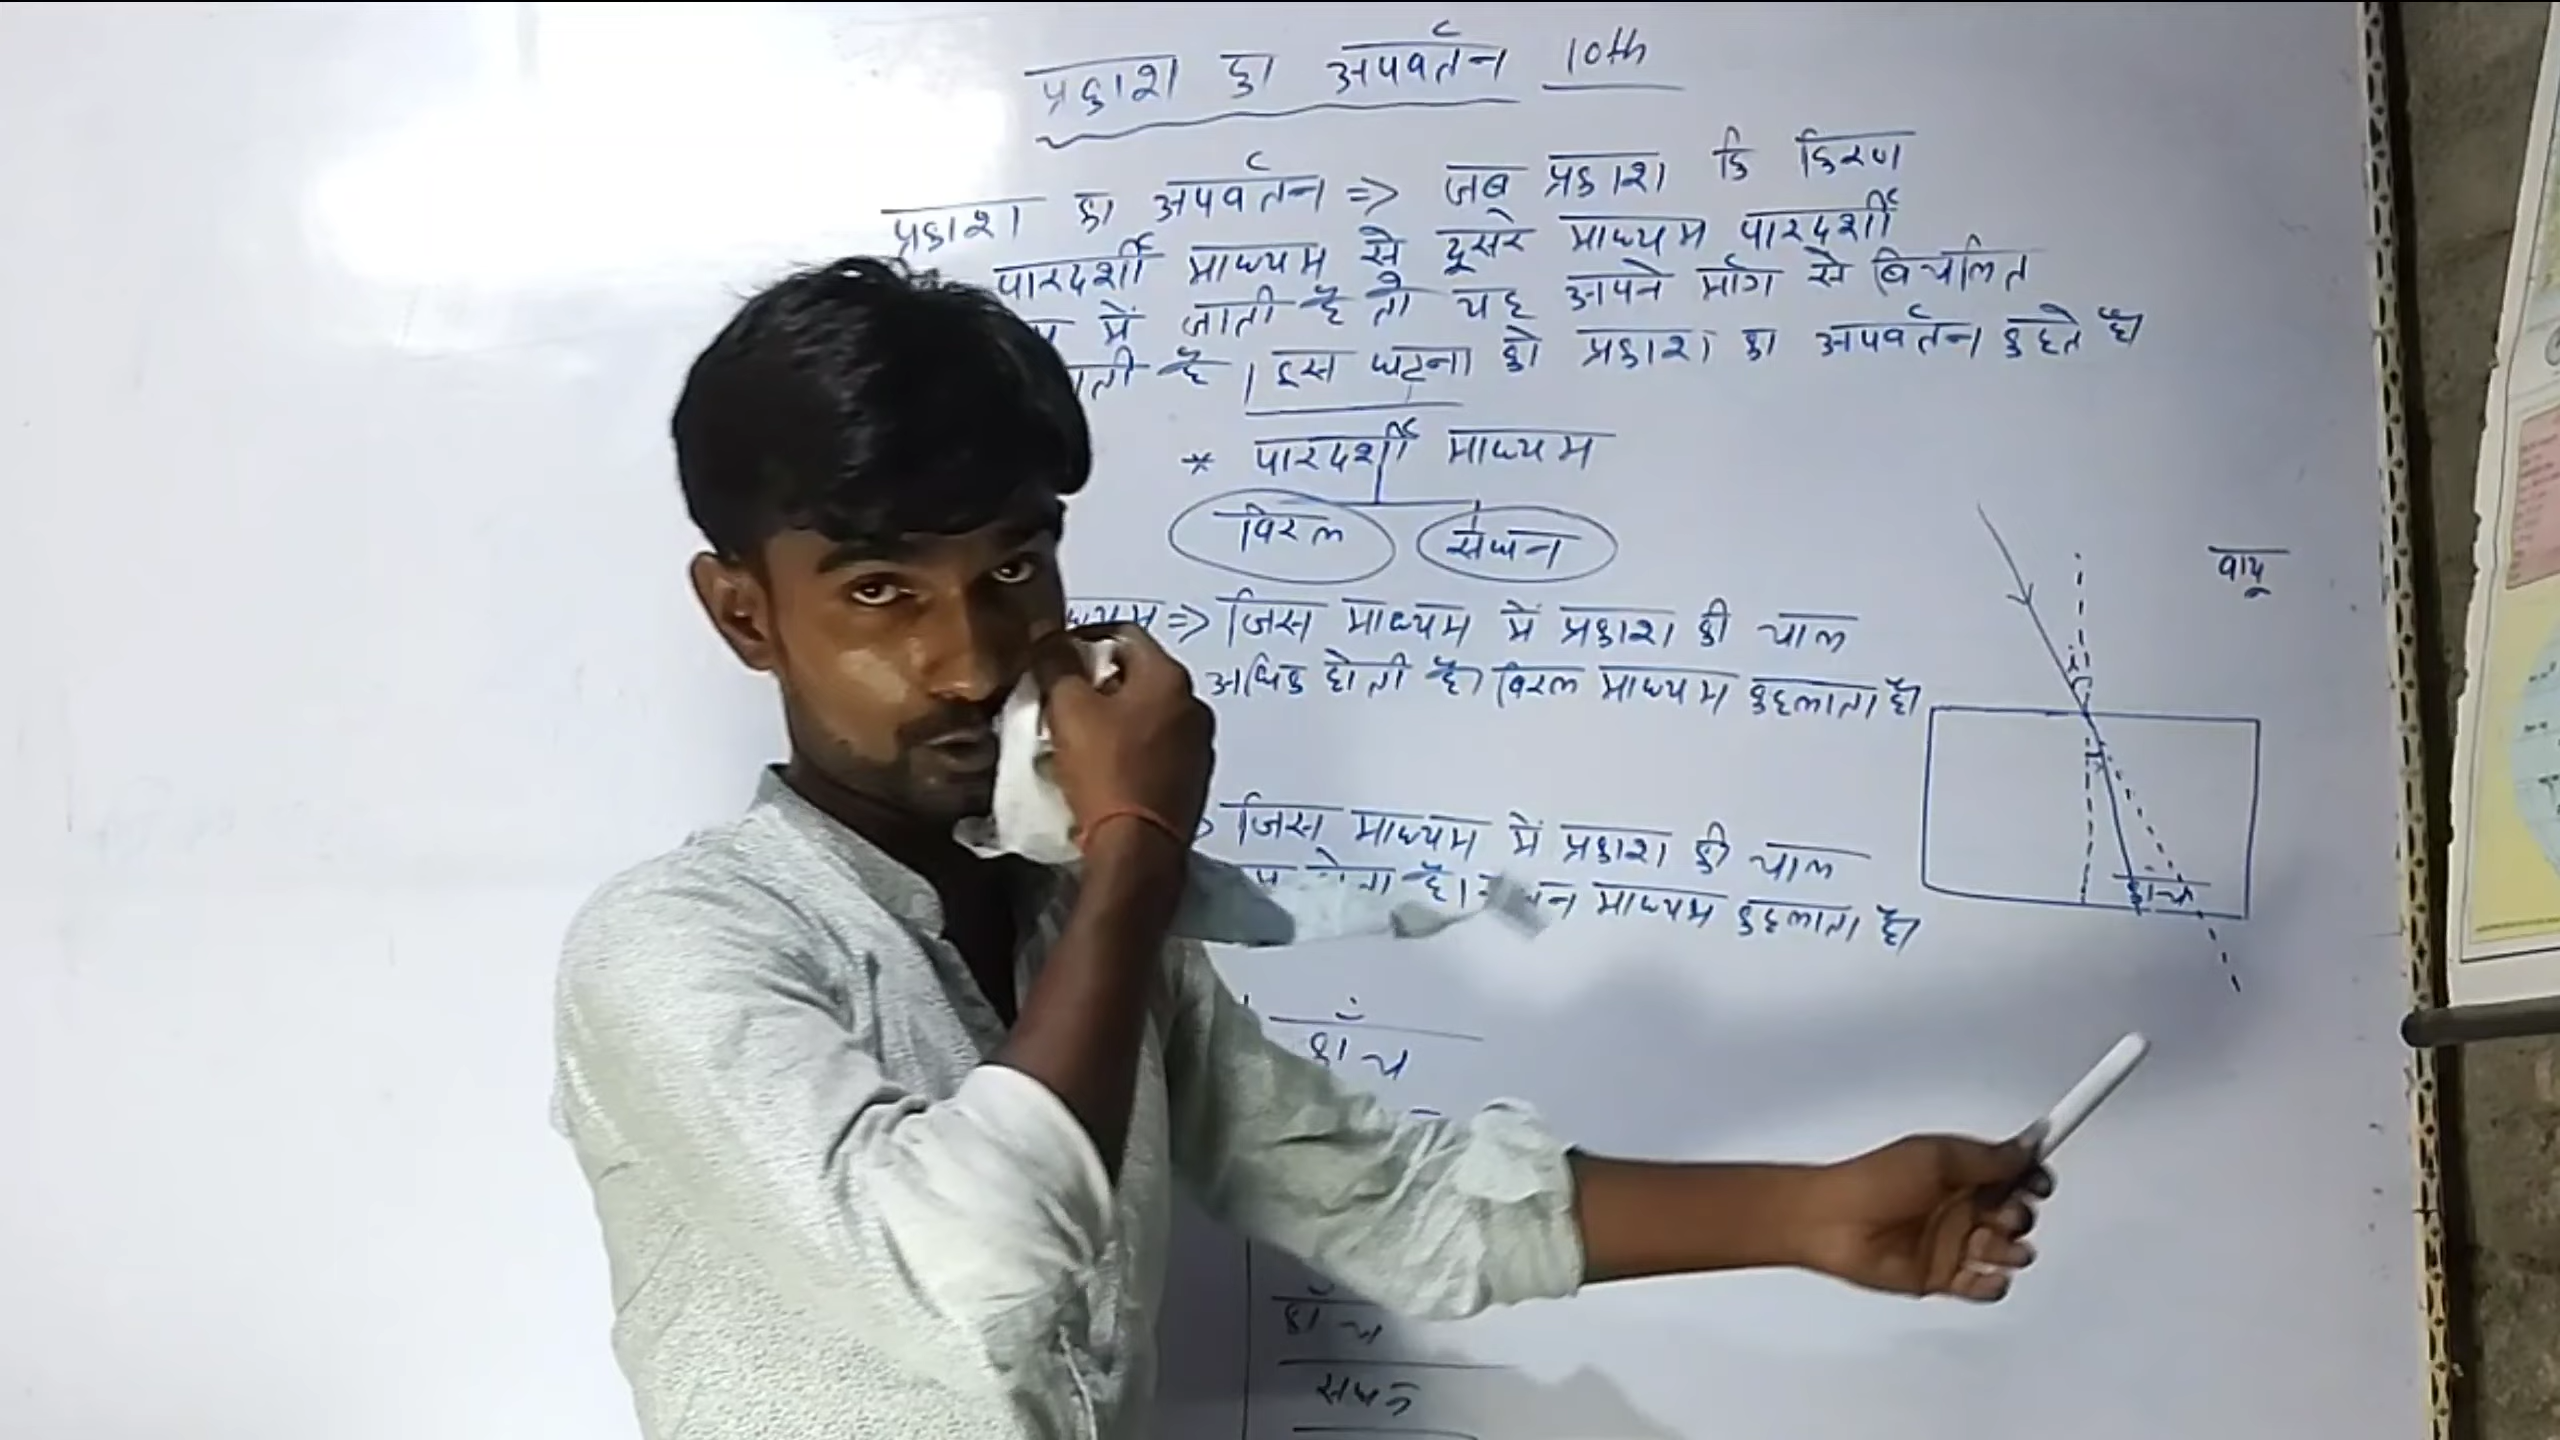 प्रकाश का अपवर्तन 10th
प्रकाश का अपवर्तन => जब प्रकाश कि किरण
पारदर्शी माध्यम से दूसरे माध्यम पारदर्शी
में जाती है तो यह अपने मार्ग से विचलित
है। इस घटना को प्रकाश का अपवर्तन कहते है
* पारदर्शी माध्यम
विरल सघन
=> जिस माध्यम में प्रकाश की चाल
अधिक होती है। विरल माध्यम कहलाता है।
जिस माध्यम में प्रकाश की चाल
है। माध्यम कहलाता है।
वायु
काँच
काँच
काँच
सघन